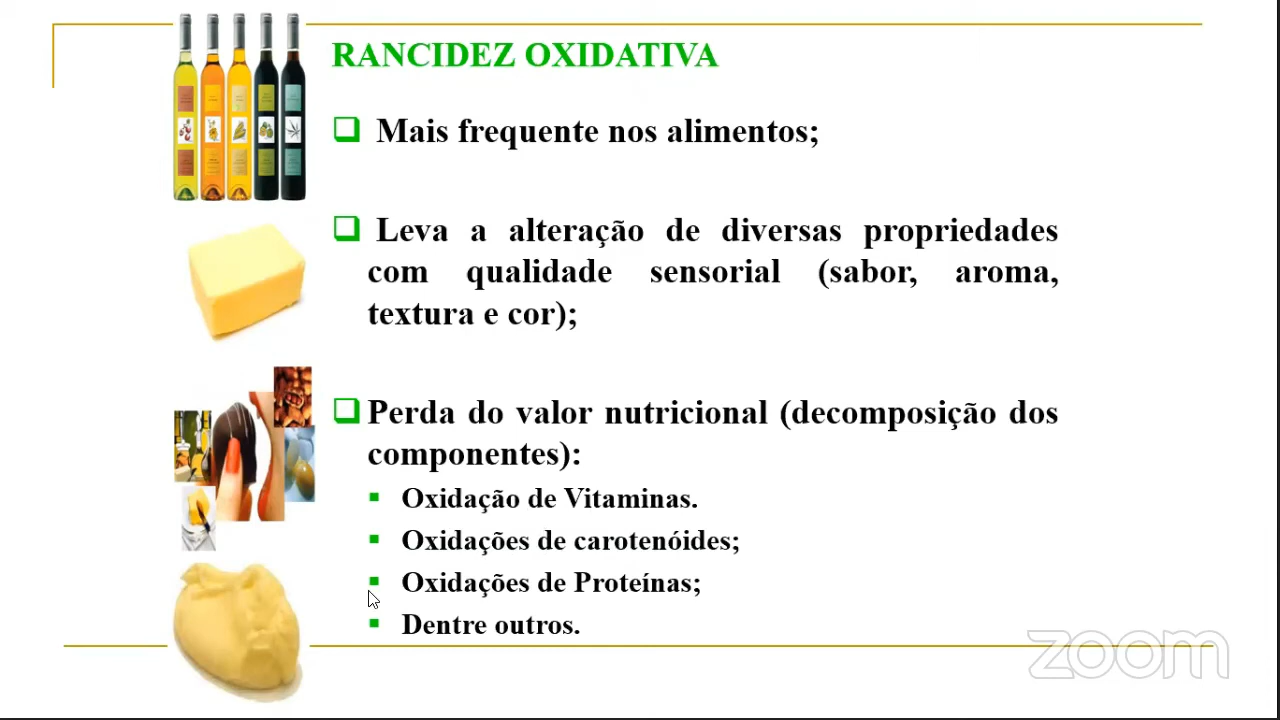 RANCIDEZ OXIDATIVA
Mais frequente nos alimentos;
Leva a alteração de diversas propriedades
com qualidade sensorial (sabor, aroma,
textura e cor);
Perda do valor nutricional (decomposição dos
componentes):
Oxidação de Vitaminas.
Oxidações de carotenóides;
Oxidações de Proteínas;
Dentre outros.
zoom